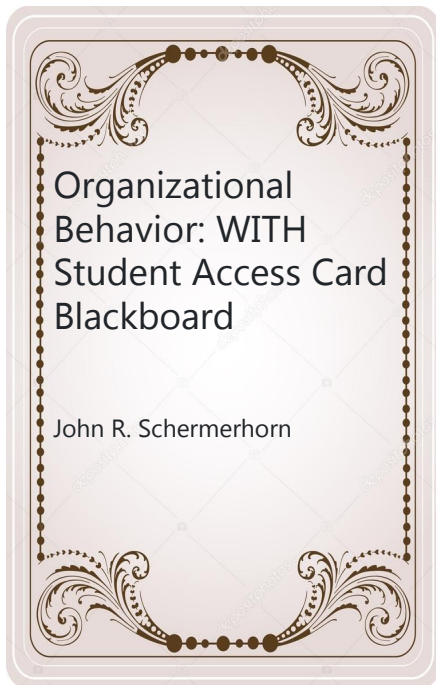 Organizational
Behavior: WITH
Student Access Card
Blackboard
John R. Schermerhorn